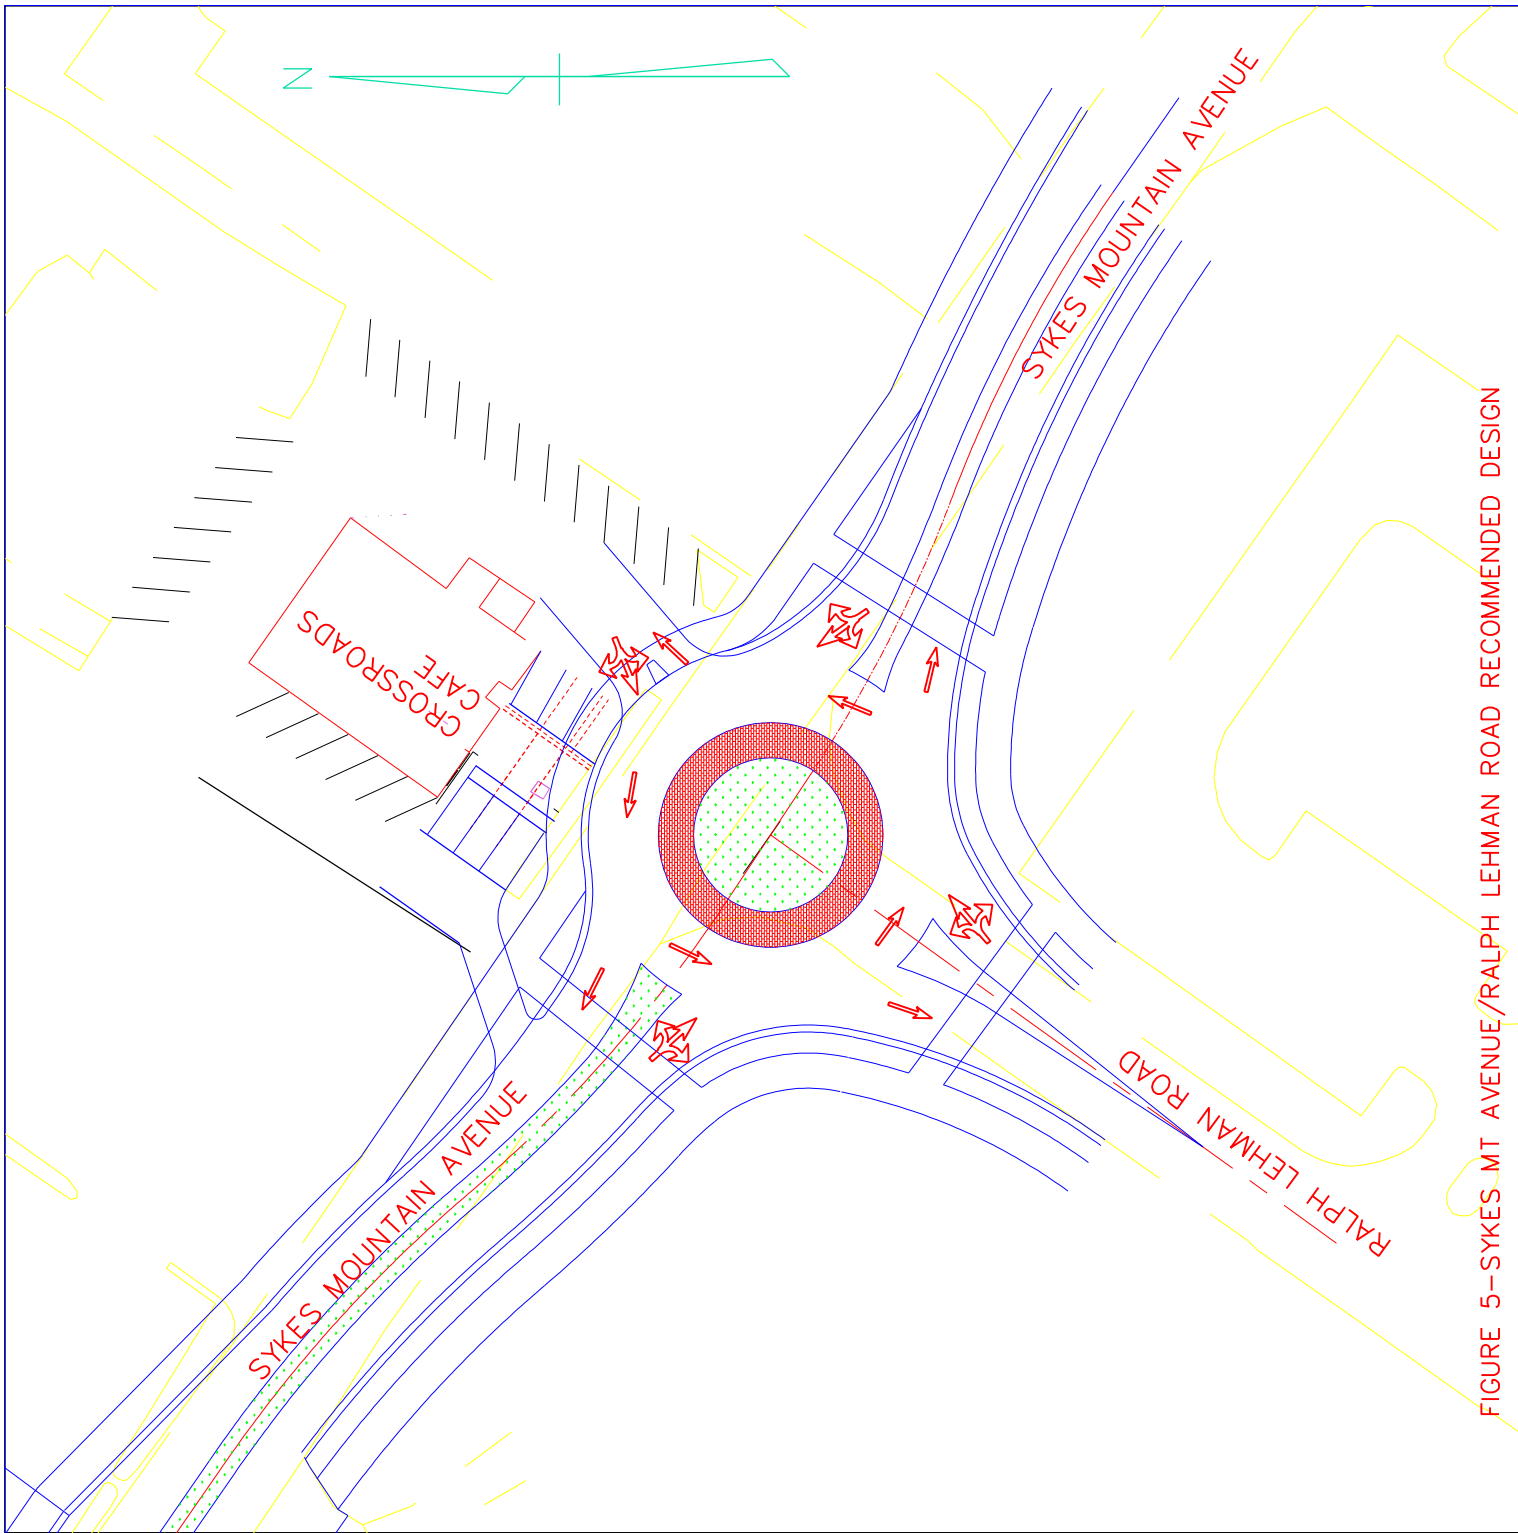 N
SYKES MOUNTAIN AVENUE
CROSSROADS
CAFE
SYKES MOUNTAIN AVENUE
RALPH LEHMAN ROAD
FIGURE 5-SYKES MT AVENUE/RALPH LEHMAN ROAD RECOMMENDED DESIGN